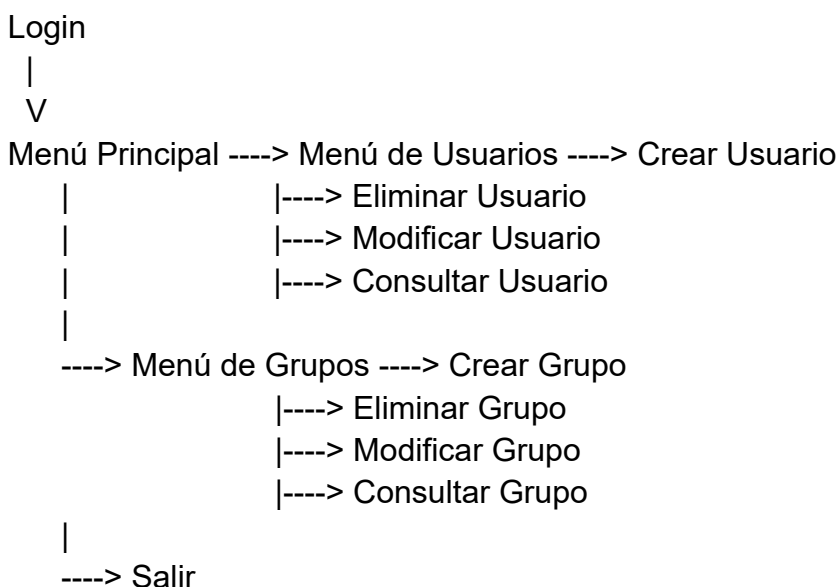 Login
|
V
Menú Principal ----> Menú de Usuarios ----> Crear Usuario
| |----> Eliminar Usuario
| |----> Modificar Usuario
| |----> Consultar Usuario
|
----> Menú de Grupos ----> Crear Grupo
|----> Eliminar Grupo
|----> Modificar Grupo
|----> Consultar Grupo
|
----> Salir